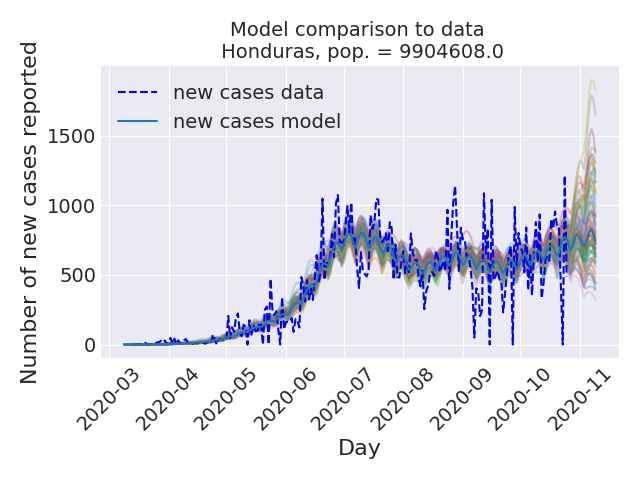 Model comparison to data
Honduras, pop. = 9904608.0
new cases data
new cases model
Number of new cases reported
1500
1000
500
0
2020-03
2020-04
2020-05
2020-06
2020-07
2020-08
2020-09
2020-10
2020-11
Day